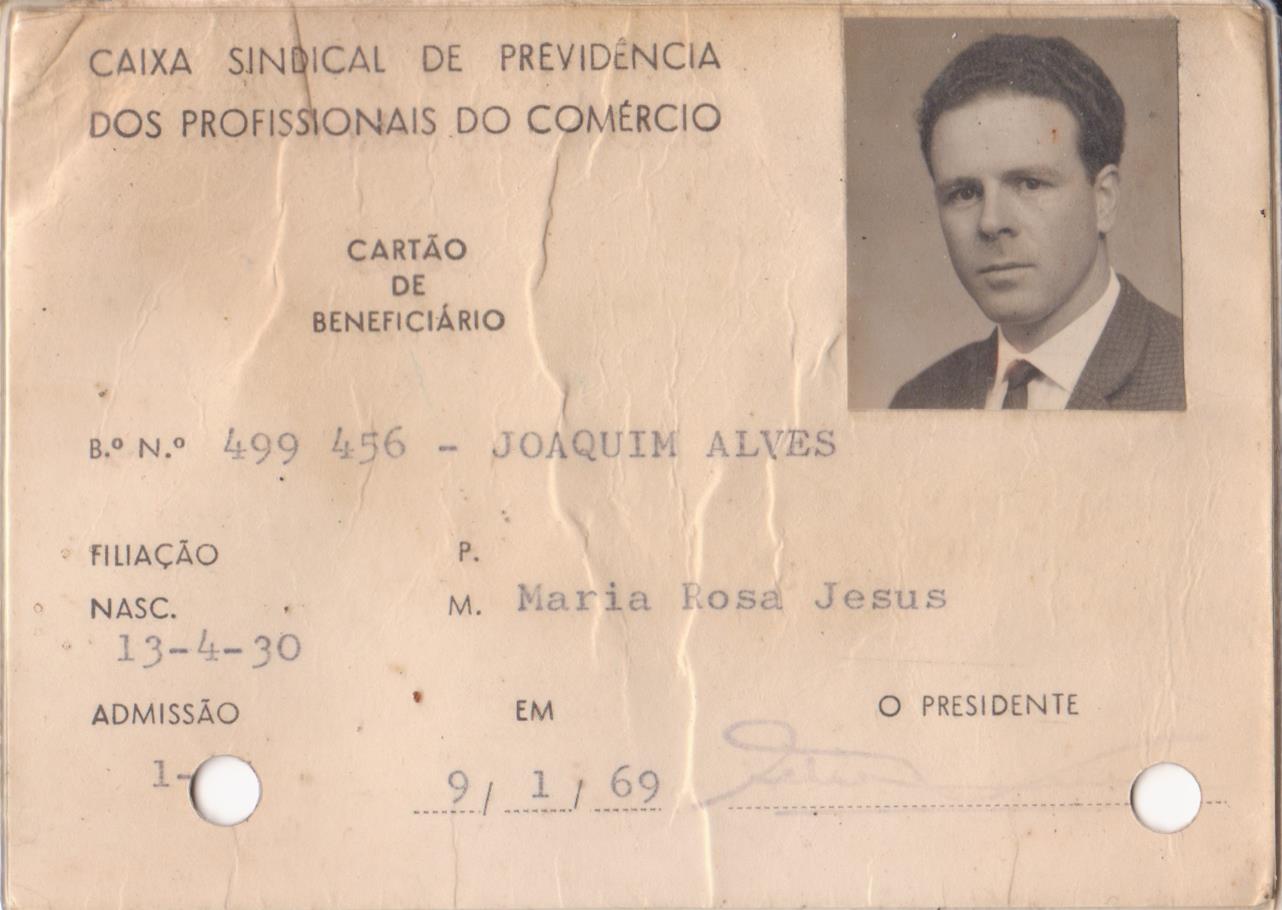 CAIXA SINDICAL DE PREVIDÊNCIA
DOS PROFISSIONAIS DO COMÉRCIO
CARTÃO
DE
BENEFICIÁRIO
B.º N.º 499 456 - JOAQUIM ALVES
FILIAÇÃO P.
NASC. M. Maria Rosa Jesus
13-4-30
ADMISSÃO EM O PRESIDENTE
1- 9/ 1/ 69